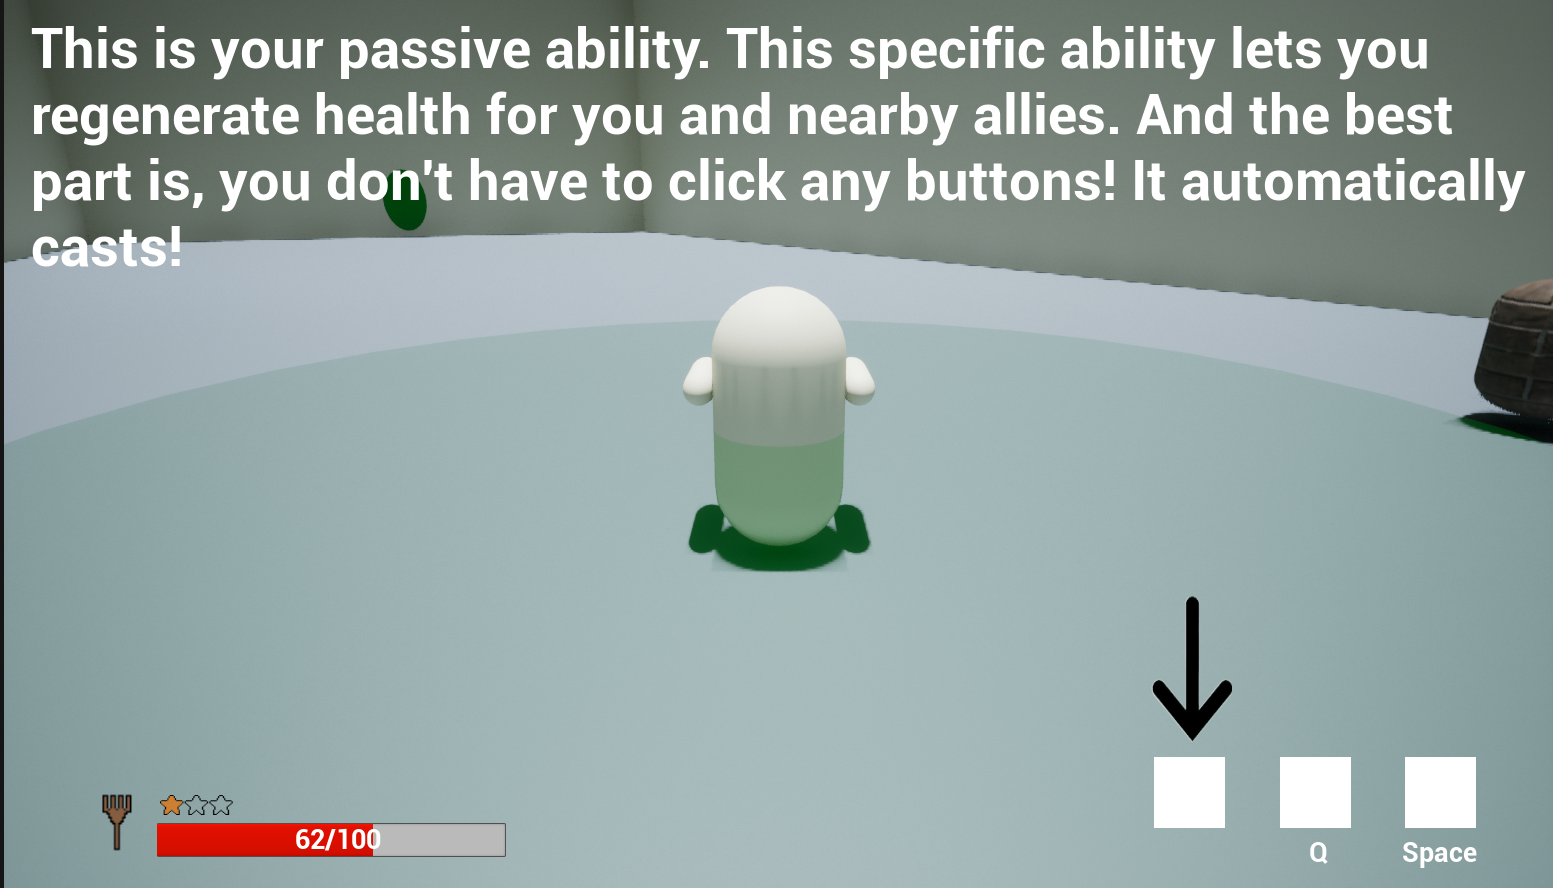 This is your passive ability. This specific ability lets you
regenerate health for you and nearby allies. And the best
part is, you don't have to click any buttons! It automatically
casts!
62/100
Q
Space